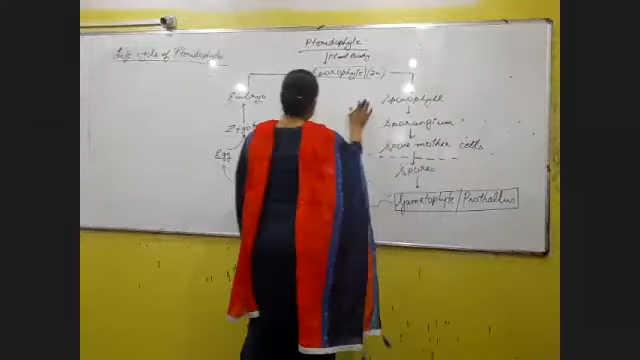 Pteridophyte
Life cycle of Pteridophyte
Plant Body
Sporophyte (2n)
Embryo
Sporophyll
Sporangium
Spore mother cells
Egg
Spores
Gametophyte/Prothallus